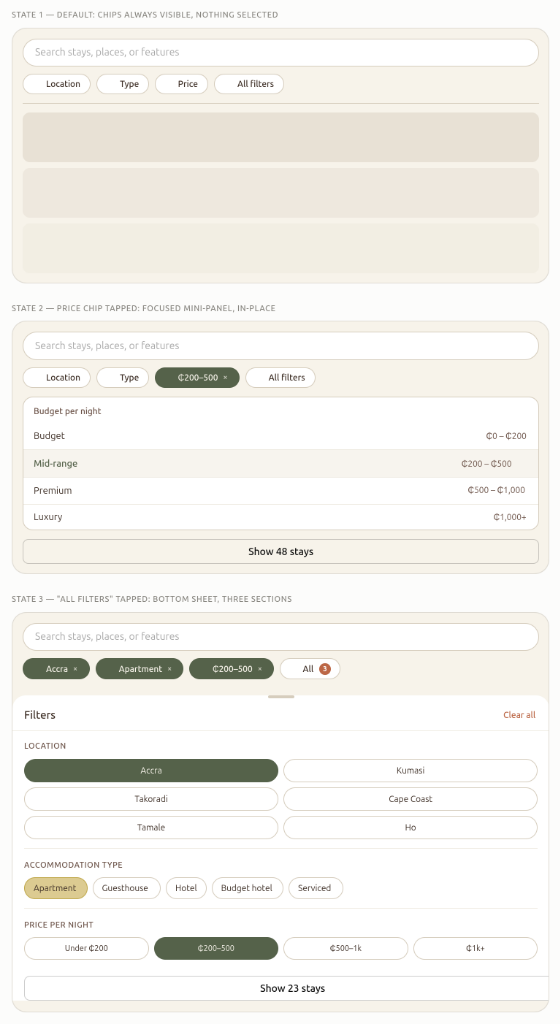 STATE 1 — DEFAULT: CHIPS ALWAYS VISIBLE, NOTHING SELECTED
Search stays, places, or features
Location Type Price All filters
STATE 2 — PRICE CHIP TAPPED: FOCUSED MINI-PANEL, IN-PLACE
Search stays, places, or features
Location Type ₵200–500 × All filters
Budget per night
Budget ₵0 – ₵200
Mid-range ₵200 – ₵500
Premium ₵500 – ₵1,000
Luxury ₵1,000+
Show 48 stays
STATE 3 — "ALL FILTERS" TAPPED: BOTTOM SHEET, THREE SECTIONS
Search stays, places, or features
Accra × Apartment × ₵200–500 × All 3
Filters Clear all
LOCATION
Accra Kumasi
Takoradi Cape Coast
Tamale Ho
ACCOMMODATION TYPE
Apartment Guesthouse Hotel Budget hotel Serviced
PRICE PER NIGHT
Under ₵200 ₵200–500 ₵500–1k ₵1k+
Show 23 stays